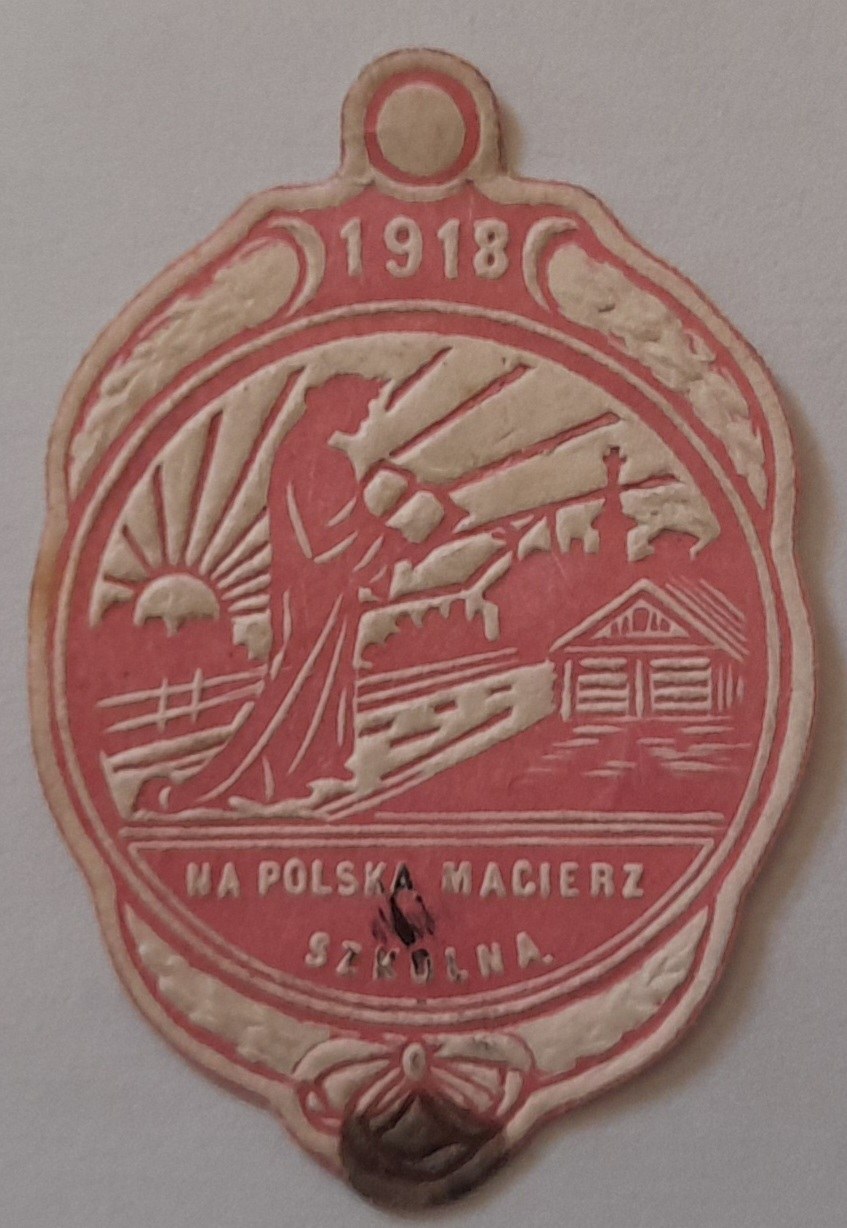 1918
NA POLSKA MACIERZ
SZKOLNA.